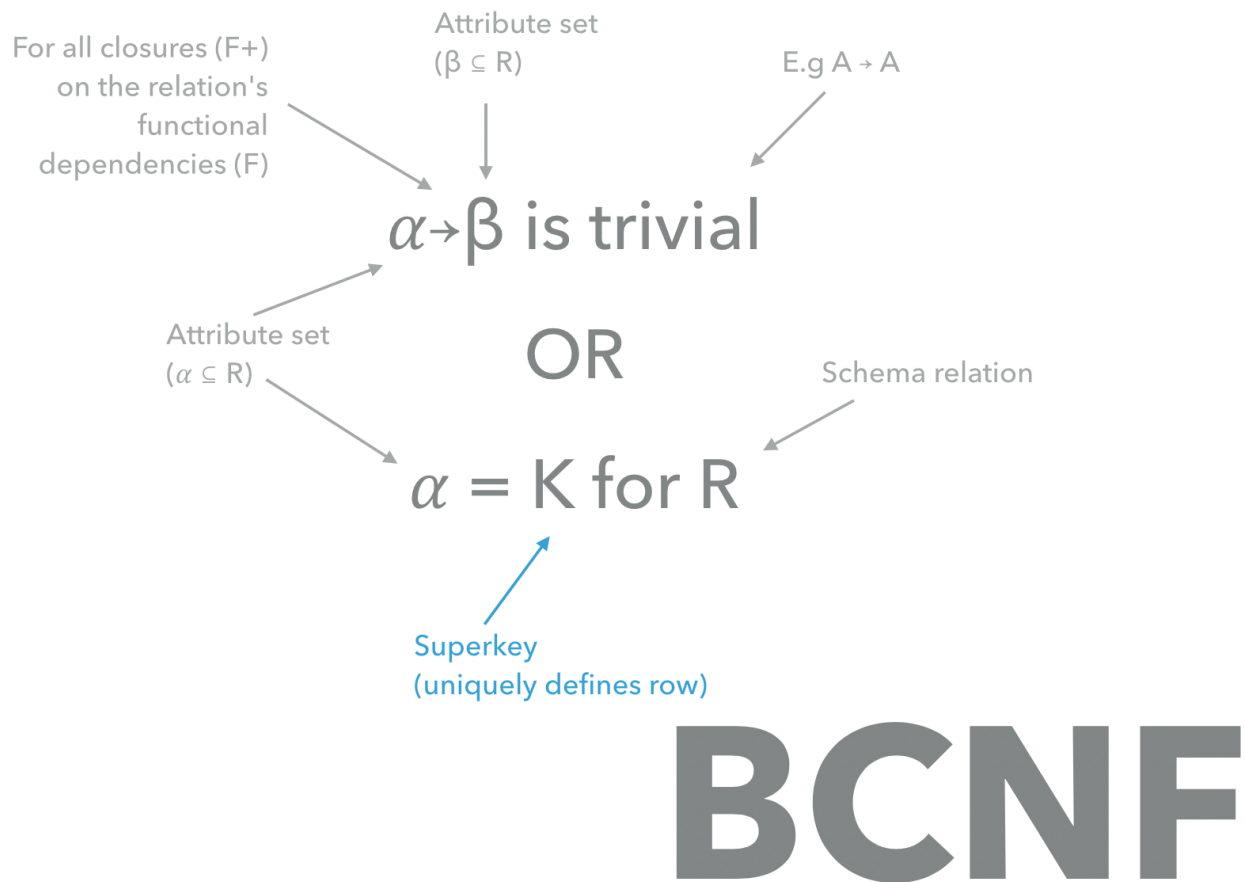 For all closures (F+)
on the relation's
functional
dependencies (F)
Attribute set
(β ⊆ R)
E.g A → A
α→β is trivial
Attribute set
(α ⊆ R)
OR
Schema relation
α = K for R
Superkey
(uniquely defines row)
BCNF